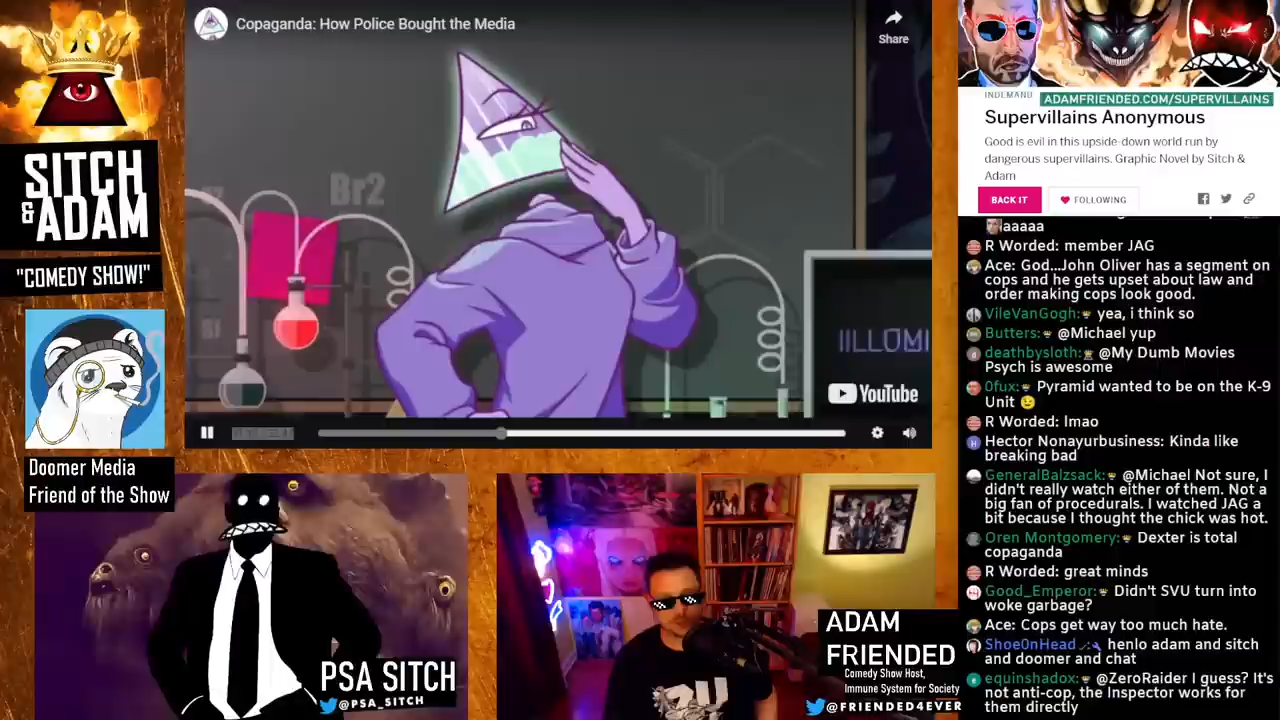 Copaganda: How Police Bought the Media
Share
Br2
ILLUMI
YouTube
SITCH
& ADAM
"COMEDY SHOW!"
Doomer Media
Friend of the Show
PSA SITCH
@PSA_SITCH
ADAM
FRIENDED
Comedy Show Host,
Immune System for Society
@FRIENDED4EVER
INDEMAND
ADAMFRIENDED.COM/SUPERVILLAINS
Supervillains Anonymous
Good is evil in this upside-down world run by
dangerous supervillains. Graphic Novel by Sitch &
Adam
BACK IT
FOLLOWING
aaaaa
R Worded: member JAG
Ace: God...John Oliver has a segment on
cops and he gets upset about law and
order making cops look good.
VileVanGogh: yea, i think so
Butters: @Michael yup
deathbysloth: @My Dumb Movies
Psych is awesome
0fux: Pyramid wanted to be on the K-9
Unit 😉
R Worded: lmao
Hector Nonayurbusiness: Kinda like
breaking bad
GeneralBalzsack: @Michael Not sure, I
didn't really watch either of them. Not a
big fan of procedurals. I watched JAG a
bit because I thought the chick was hot.
Oren Montgomery: Dexter is total
copaganda
R Worded: great minds
Good_Emperor: Didn't SVU turn into
woke garbage?
Ace: Cops get way too much hate.
Shoe0nHead: henlo adam and sitch
and doomer and chat
equinshadox: @ZeroRaider I guess? It's
not anti-cop, the Inspector works for
them directly